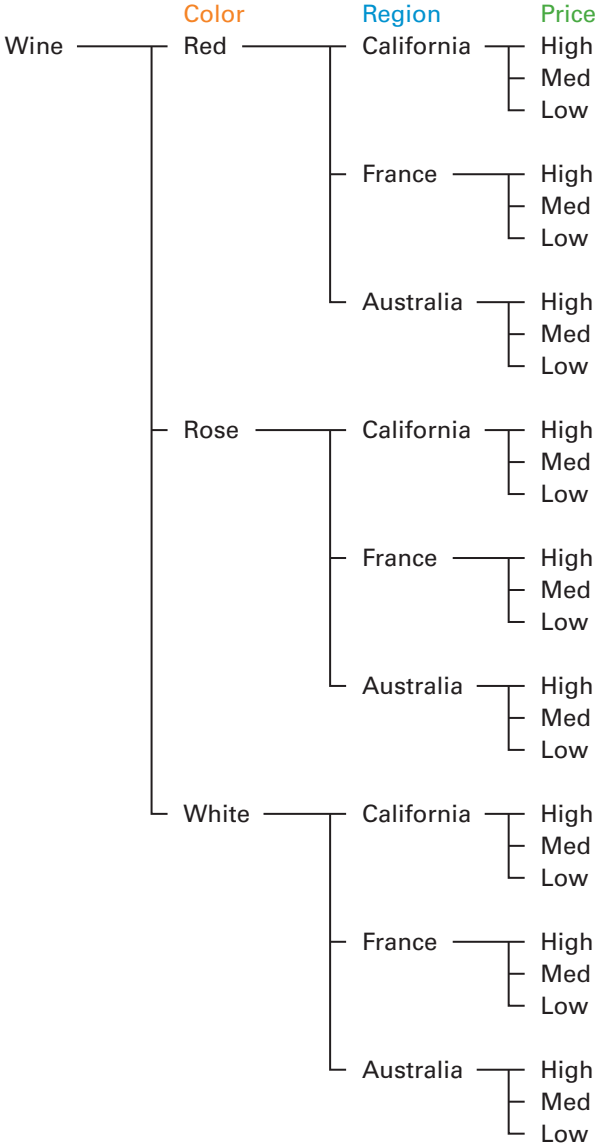 Color Region Price
Wine Red California High
Med
Low
France High
Med
Low
Australia High
Med
Low
Rose California High
Med
Low
France High
Med
Low
Australia High
Med
Low
White California High
Med
Low
France High
Med
Low
Australia High
Med
Low